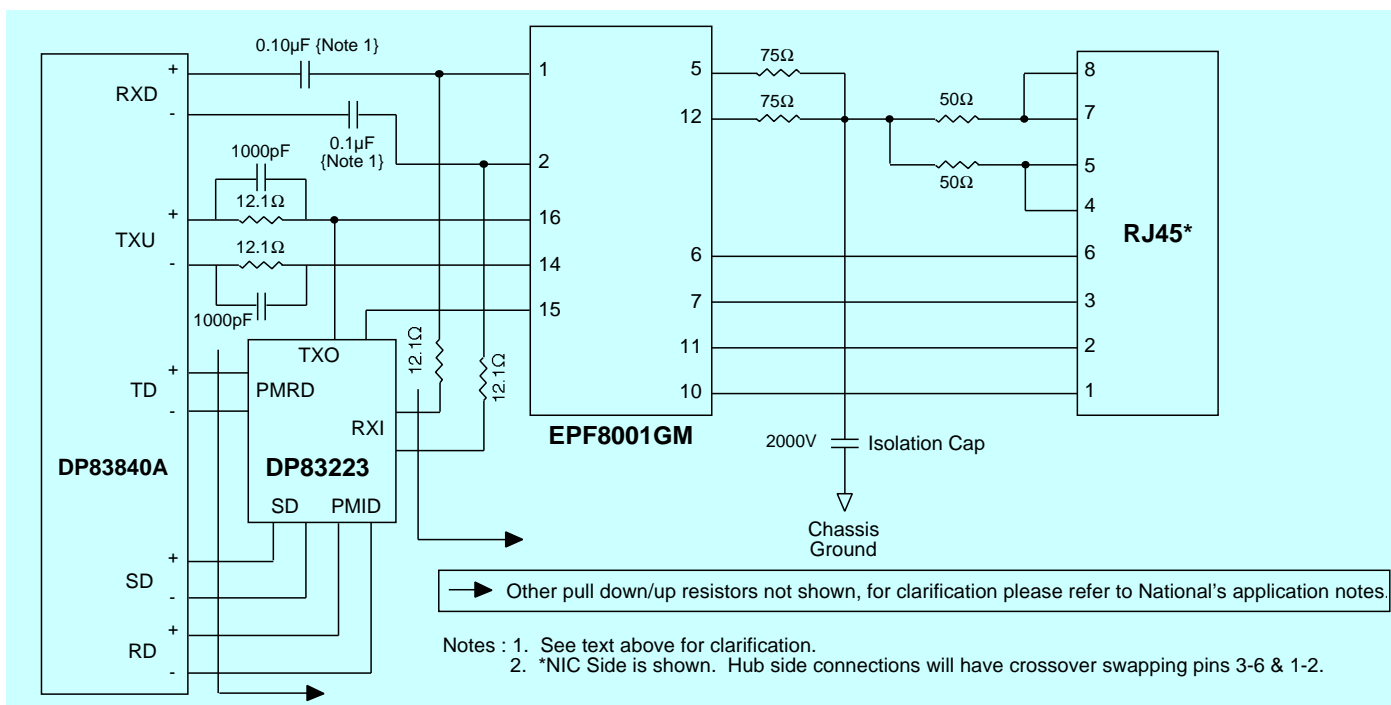 0.10µF {Note 1}
+
RXD
-
0.1µF
{Note 1}
1000pF
12.1Ω
+
TXU
-
12.1Ω
1000pF
TXO
+
TD
-
PMRD
RXI
DP83840A
DP83223
SD
PMID
+
SD
-
+
RD
-
12.1Ω
12.1Ω
1
2
16
14
15
5
12
6
7
11
10
EPF8001GM
75Ω
75Ω
50Ω
50Ω
8
7
5
4
RJ45*
6
3
2
1
2000V
Isolation Cap
Chassis
Ground
Other pull down/up resistors not shown, for clarification please refer to National's application notes.
Notes : 1. See text above for clarification.
2. *NIC Side is shown. Hub side connections will have crossover swapping pins 3-6 & 1-2.